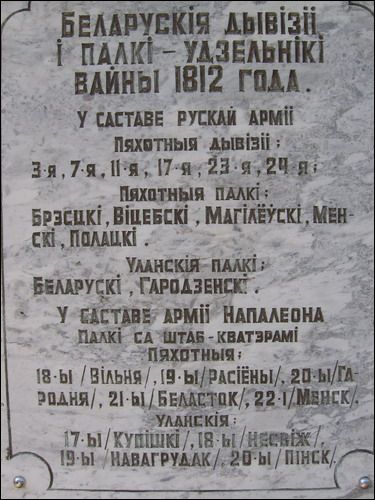 БЕЛАРУСКІЯ ДЫВІЗІІ
І ПАЛКІ – УДЗЕЛЬНІКІ
ВАЙНЫ 1812 ГОДА.
У САСТАВЕ РУСКАЙ АРМІІ
ПЯХОТНЫЯ ДЫВІЗІІ:
3-я, 7-я, 11-я, 17-я, 23-я, 24-я;
ПЯХОТНЫЯ ПАЛКІ:
БРЭСЦКІ, ВІЦЕБСКІ, МАГІЛЁЎСКІ, МЕН-
СКІ, ПОЛАЦКІ.
УЛАНСКІЯ ПАЛКІ;
БЕЛАРУСКІ, ГАРОДЗЕНСКІ.
У САСТАВЕ АРМІІ НАПАЛЕОНА
ПАЛКІ СА ШТАБ-КВАТЭРАМІ
ПЯХОТНЫЯ;
18-Ы/ВІЛЬНЯ/, 19-Ы/РАСІЁНЫ/, 20-Ы/ГА-
РОДНЯ/, 21-Ы/БЕЛАСТОК/, 22-І/МЕНСК/.
УЛАНСКІЯ:
17-Ы/КУПІШКІ/, 18-Ы/НЕСВІЖ/,
19-Ы/НАВАГРУДАК/, 20-Ы/ПІНСК/.